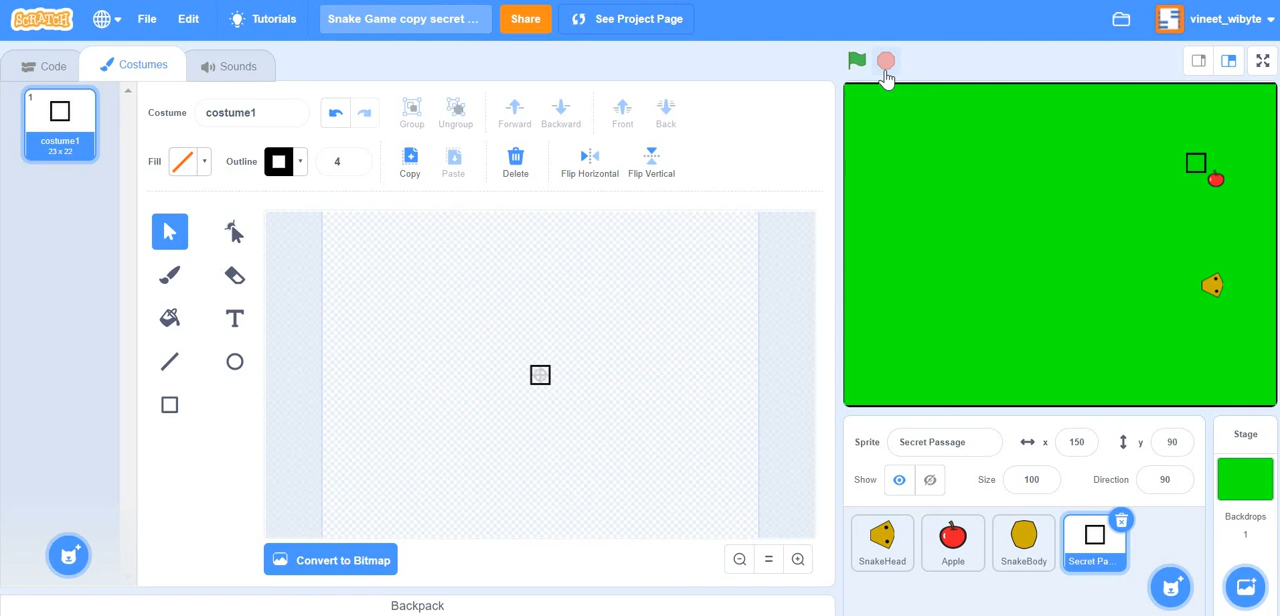 SCRATCH File Edit Tutorials Snake Game copy secret ... Share See Project Page vineet_wibyte
Code Costumes Sounds
1
costume1
23 x 22
Costume costume1 Group Ungroup Forward Backward Front Back
Fill Outline 4 Copy Paste Delete Flip Horizontal Flip Vertical
Convert to Bitmap
Backpack
Sprite Secret Passage x 150 y 90
Show Size 100 Direction 90
SnakeHead Apple SnakeBody Secret Pa...
Stage
Backdrops
1